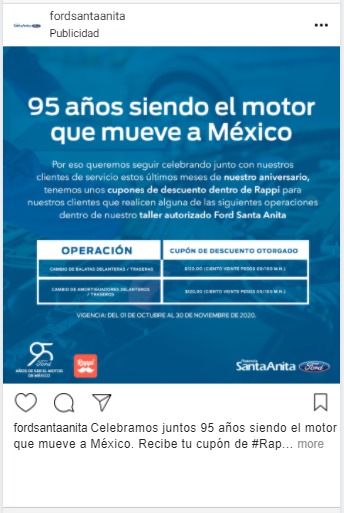 fordsantaanita
Publicidad
95 años siendo el motor
que mueve a México
Por eso queremos seguir celebrando junto con nuestros
clientes de servicio estos últimos meses de nuestro aniversario,
tenemos unos cupones de descuento dentro de Rappi para
nuestros clientes que realicen alguna de las siguientes operaciones
dentro de nuestro taller autorizado Ford Santa Anita
OPERACIÓN CUPÓN DE DESCUENTO OTORGADO
CAMBIO DE BALATAS DELANTERAS / TRASERAS $120.00 (CIENTO VEINTE PESOS 00/100 M.N.)
CAMBIO DE AMORTIGUADORES DELANTEROS $120.00 (CIENTO VEINTE PESOS 00/100 M.N.)
/ TRASEROS
VIGENCIA: DEL 01 DE OCTUBRE AL 30 DE NOVIEMBRE DE 2020.
95
Ford
AÑOS DE SER EL MOTOR
DE MÉXICO
Rappi
SantaAnita Ford
fordsantaanita Celebramos juntos 95 años siendo el motor
que mueve a México. Recibe tu cupón de #Rap... more